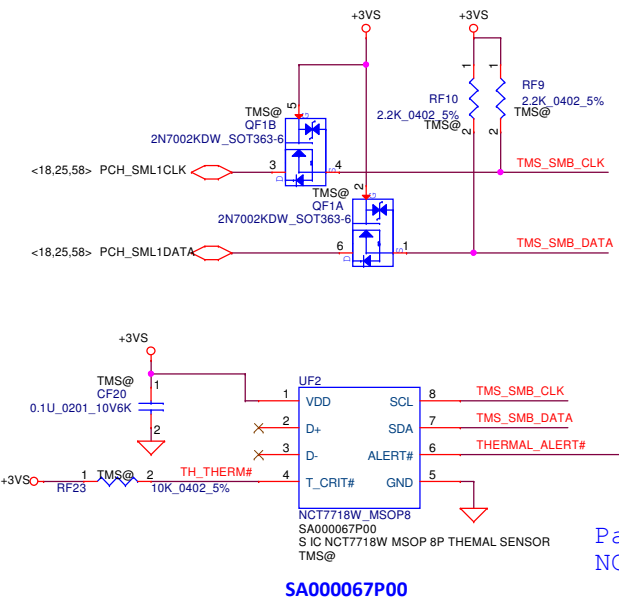 +3VS
+3VS
1
1
RF9
2.2K_0402_5%
TMS@
RF10
2.2K_0402_5%
TMS@
2
2
TMS@
QF1B
2N7002KDW_SOT363-6
5
G
<18,25,58> PCH_SML1CLK
3
D
S
4
TMS_SMB_CLK
TMS@
QF1A
2N7002KDW_SOT363-6
2
G
<18,25,58> PCH_SML1DATA
6
D
S
1
TMS_SMB_DATA
+3VS
TMS@
CF20
0.1U_0201_10V6K
1
2
UF2
1 VDD SCL 8 TMS_SMB_CLK
2 D+ SDA 7 TMS_SMB_DATA
3 D- ALERT# 6 THERMAL_ALERT#
4 T_CRIT# GND 5
+3VS 1 TMS@ 2 TH_THERM#
RF23 10K_0402_5%
NCT7718W_MSOP8
SA000067P00
S IC NCT7718W MSOP 8P THEMAL SENSOR
TMS@
SA000067P00
Pa
NC